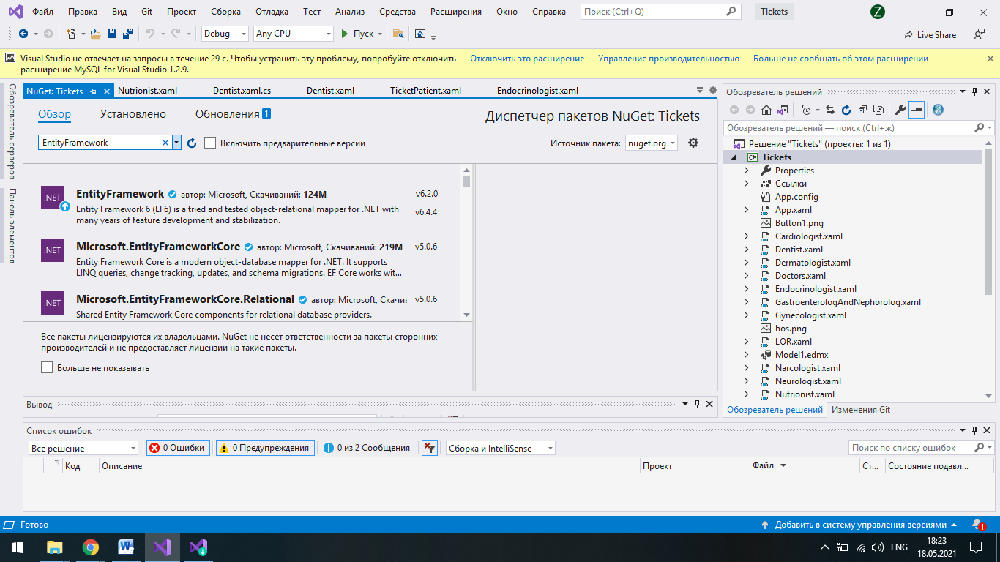 Файл Правка Вид Git Проект Сборка Отладка Тест Анализ Средства Расширения Окно Справка Поиск (Ctrl+Q) Tickets Z
Debug Any CPU Пуск Live Share
Visual Studio не отвечает на запросы в течение 29 с. Чтобы устранить эту проблему, попробуйте отключить
расширение MySQL for Visual Studio 1.2.9.
Отключить это расширение Управление производительностью Больше не сообщать об этом расширении
Обозреватель серверов
Панель элементов
NuGet: Tickets Nutrionist.xaml Dentist.xaml.cs Dentist.xaml TicketPatient.xaml Endocrinologist.xaml
Обзор Установлено Обновления 1
Диспетчер пакетов NuGet: Tickets
EntityFramework Включить предварительные версии
Источник пакета: nuget.org
.NET
EntityFramework автор: Microsoft, Скачиваний: 124M v6.2.0
Entity Framework 6 (EF6) is a tried and tested object-relational mapper for .NET with v6.4.4
many years of feature development and stabilization.
.NET
Microsoft.EntityFrameworkCore автор: Microsoft, Скачиваний: 219M v5.0.6
Entity Framework Core is a modern object-database mapper for .NET. It supports
LINQ queries, change tracking, updates, and schema migrations. EF Core works wit...
.NET
Microsoft.EntityFrameworkCore.Relational автор: Microsoft, Скачив v5.0.6
Shared Entity Framework Core components for relational database providers.
Все пакеты лицензируются их владельцами. NuGet не несет ответственности за пакеты сторонних
производителей и не предоставляет лицензии на такие пакеты.
Больше не показывать
Обозреватель решений
Обозреватель решений — поиск (Ctrl+ж)
Решение "Tickets" (проекты: 1 из 1)
C# Tickets
Properties
Ссылки
App.config
App.xaml
Button1.png
Cardiologist.xaml
Dentist.xaml
Dermatologist.xaml
Doctors.xaml
Endocrinologist.xaml
GastroenterologAndNephorolog.xaml
Gynecologist.xaml
hos.png
LOR.xaml
Model1.edmx
Narcologist.xaml
Neurologist.xaml
Nutrionist.xaml
Обозреватель решений Изменения Git
Вывод
Список ошибок
Все решение 0 Ошибки 0 Предупреждения 0 из 2 Сообщения Сборка и IntelliSense Поиск по списку ошибок
Код Описание Проект Файл Ст... Состояние подавл...
Готово Добавить в систему управления версиями 1
ENG 18:23
18.05.2021